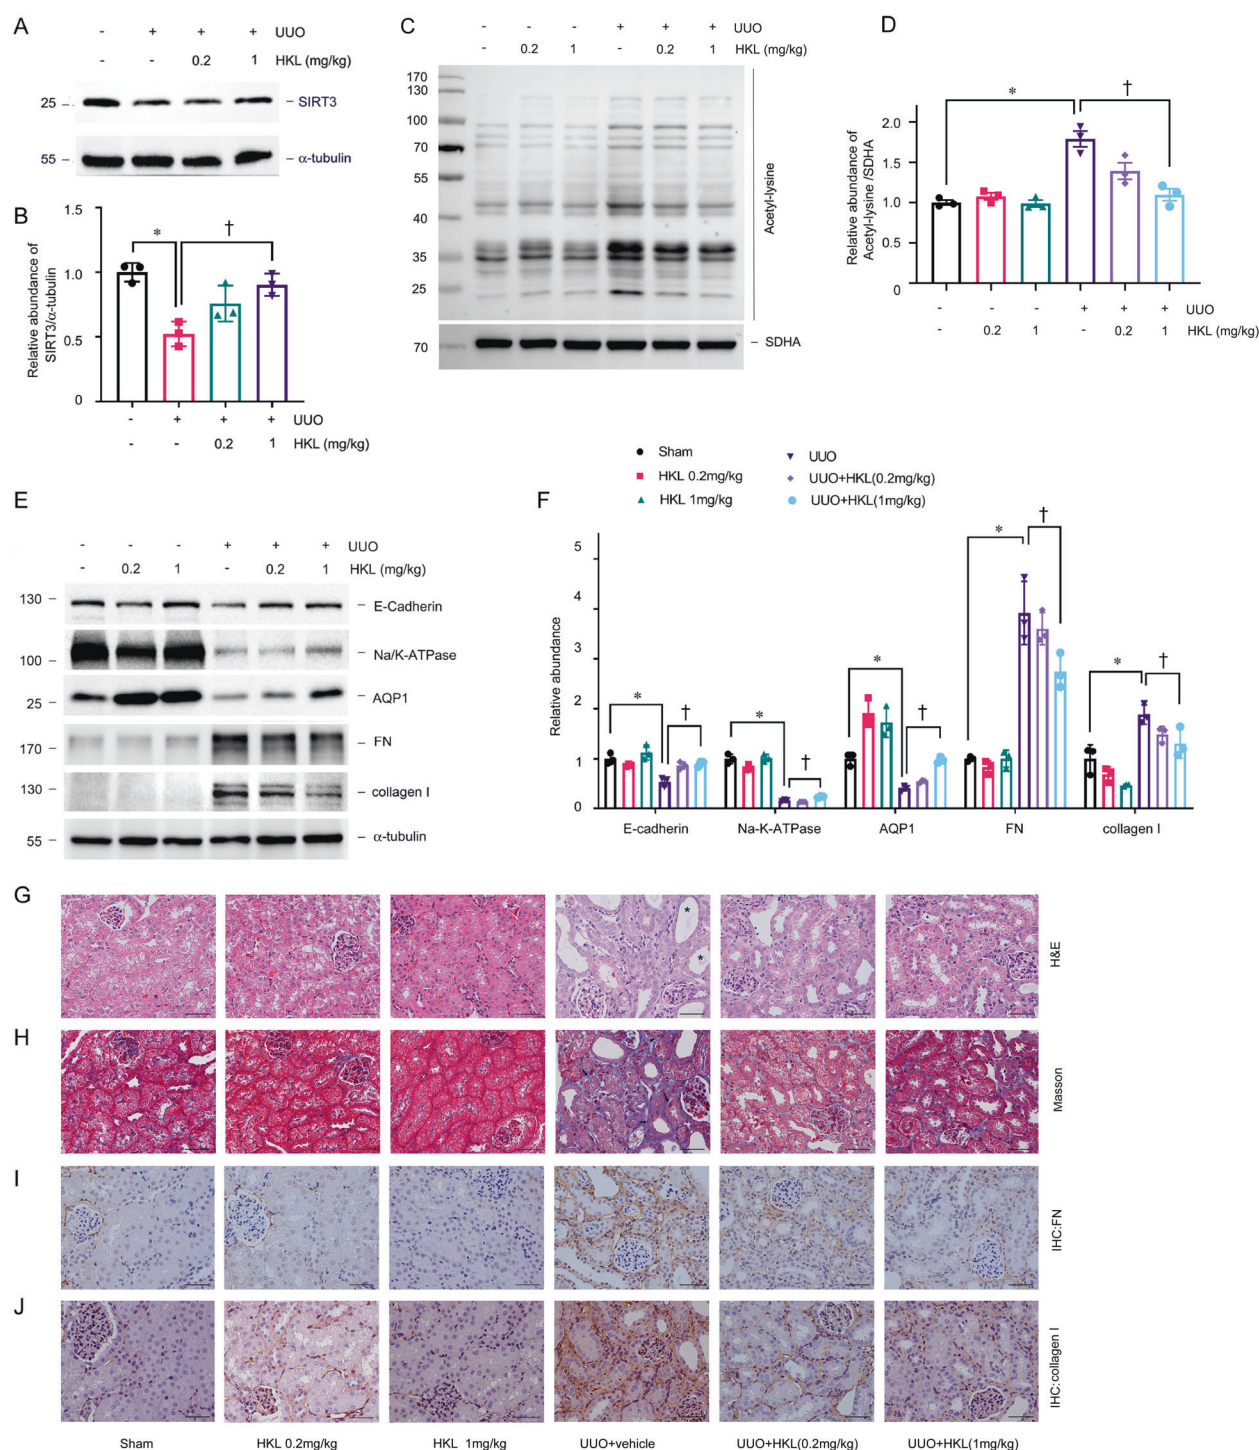 A
- + + + UUO
- - 0.2 1 HKL (mg/kg)
25 – – SIRT3
55 – – α-tubulin
B
Relative abundance of
SIRT3/α-tubulin
1.5
1.0
0.5
0
* †
- + + + UUO
- - 0.2 1 HKL (mg/kg)
C
- - - + + + UUO
- 0.2 1 - 0.2 1 HKL (mg/kg)
170
130
100
70
55
40
35
25
Acetyl-lysine
70 – SDHA
D
Relative abundance of
Acetyl-lysine /SDHA
2.0
1.5
1.0
0.5
0
* †
- - - + + + UUO
- 0.2 1 - 0.2 1 HKL (mg/kg)
Sham
HKL 0.2mg/kg
HKL 1mg/kg
UUO
UUO+HKL(0.2mg/kg)
UUO+HKL(1mg/kg)
E
- - - + + + UUO
- 0.2 1 - 0.2 1 HKL (mg/kg)
130 – – E-Cadherin
100 – – Na/K-ATPase
25 – – AQP1
170 – – FN
130 – – collagen I
55 – – α-tubulin
F
Relative abundance
5
4
3
2
1
0
* † * † * † * † * †
E-cadherin Na-K-ATPase AQP1 FN collagen I
G
* *
H&E
H
Masson
I
IHC:FN
J
IHC:collagen I
Sham HKL 0.2mg/kg HKL 1mg/kg UUO+vehicle UUO+HKL(0.2mg/kg) UUO+HKL(1mg/kg)